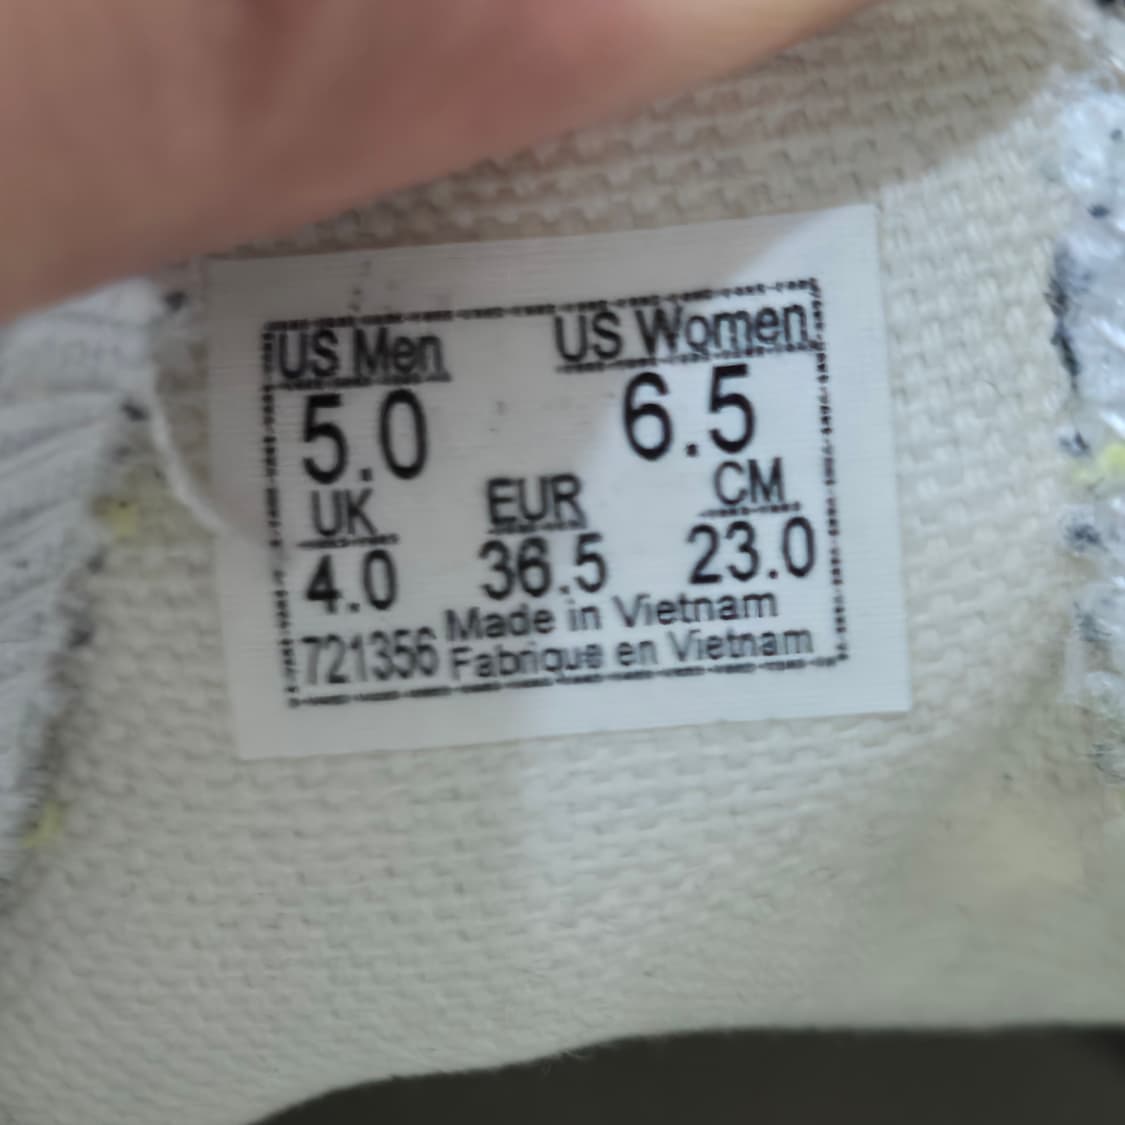 US Men US Women
5.0 6.5
UK EUR CM
4.0 36.5 23.0
Made in Vietnam
721356 Fabrique en Vietnam